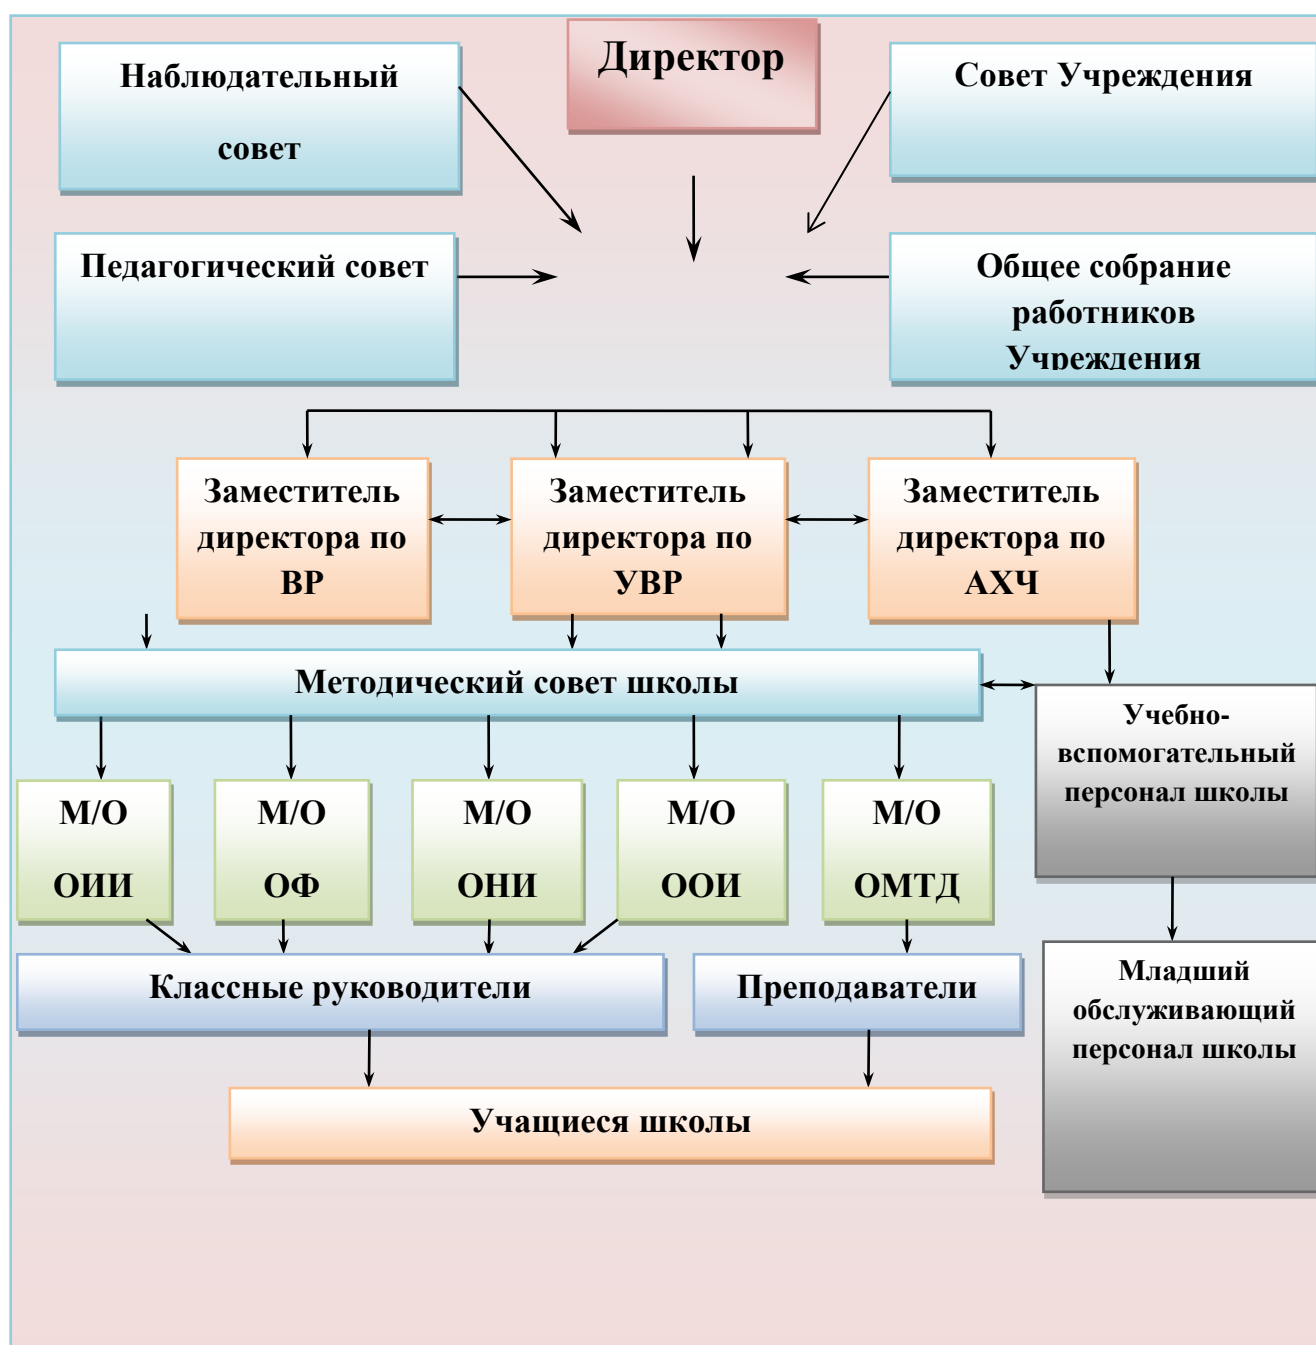 Директор
Наблюдательный
совет
Совет Учреждения
Педагогический совет
Общее собрание
работников
Учреждения
Заместитель
директора по
ВР
Заместитель
директора по
УВР
Заместитель
директора по
АХЧ
Методический совет школы
Учебно-
вспомогательный
персонал школы
М/О
ОИИ
М/О
ОФ
М/О
ОНИ
М/О
ООИ
М/О
ОМТД
Классные руководители
Преподаватели
Младший
обслуживающий
персонал школы
Учащиеся школы